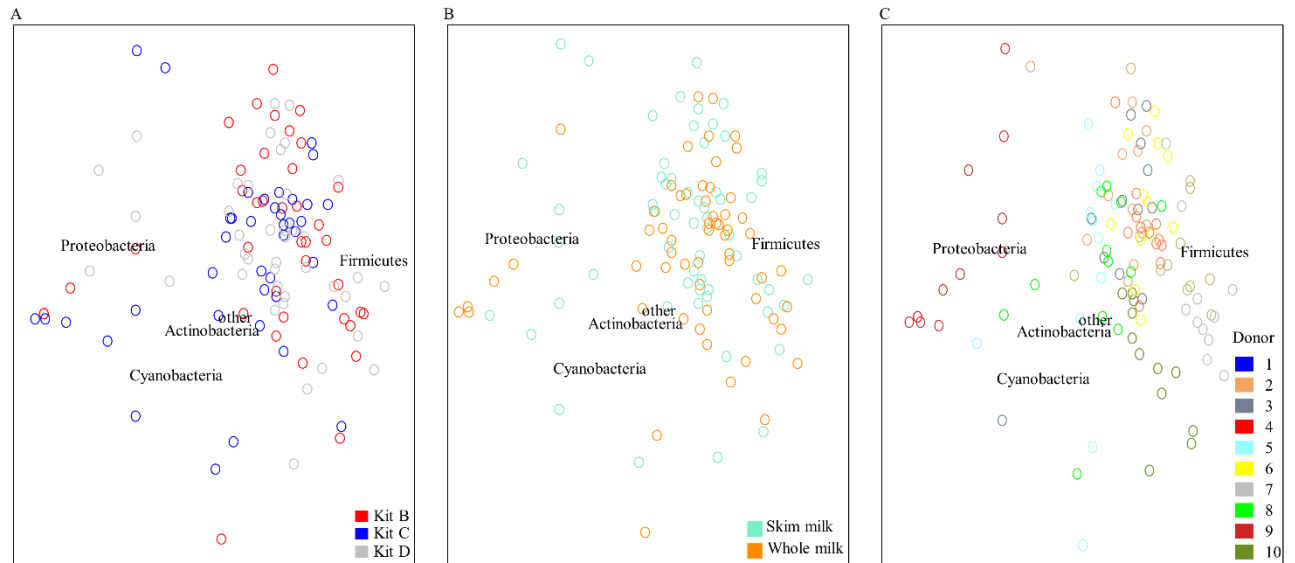 A
Proteobacteria
Firmicutes
other
Actinobacteria
Cyanobacteria
Kit B
Kit C
Kit D
B
Proteobacteria
Firmicutes
other
Actinobacteria
Cyanobacteria
Skim milk
Whole milk
C
Proteobacteria
Firmicutes
other
Actinobacteria
Cyanobacteria
Donor
1
2
3
4
5
6
7
8
9
10